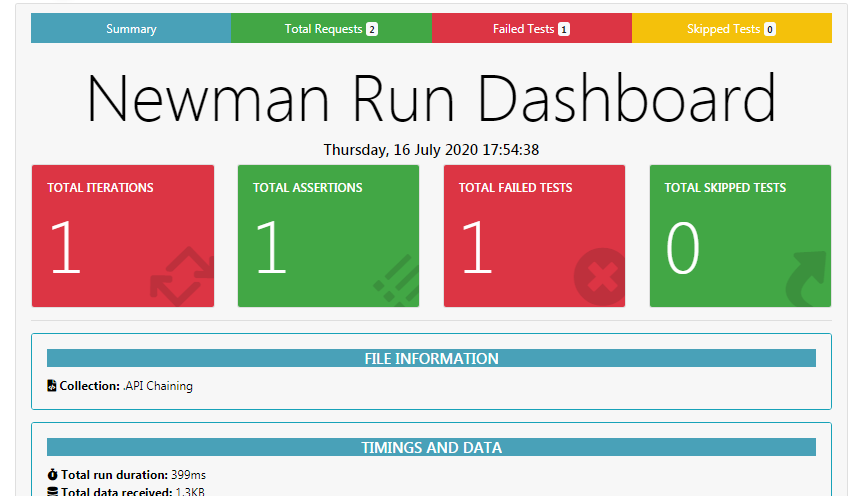 Summary
Total Requests 2
Failed Tests 1
Skipped Tests 0
Newman Run Dashboard
Thursday, 16 July 2020 17:54:38
TOTAL ITERATIONS
1
TOTAL ASSERTIONS
1
TOTAL FAILED TESTS
1
TOTAL SKIPPED TESTS
0
FILE INFORMATION
Collection: .API Chaining
TIMINGS AND DATA
Total run duration: 399ms
Total data received: 1.3KB